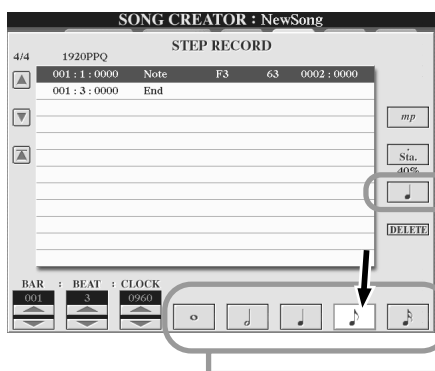 SONG CREATOR : NewSong
STEP RECORD
4/4 1920PPQ
001 : 1 : 0000 Note F3 63 0002 : 0000
001 : 3 : 0000 End
mp
Sta.
40%
DELETE
BAR : BEAT : CLOCK
001 3 0960